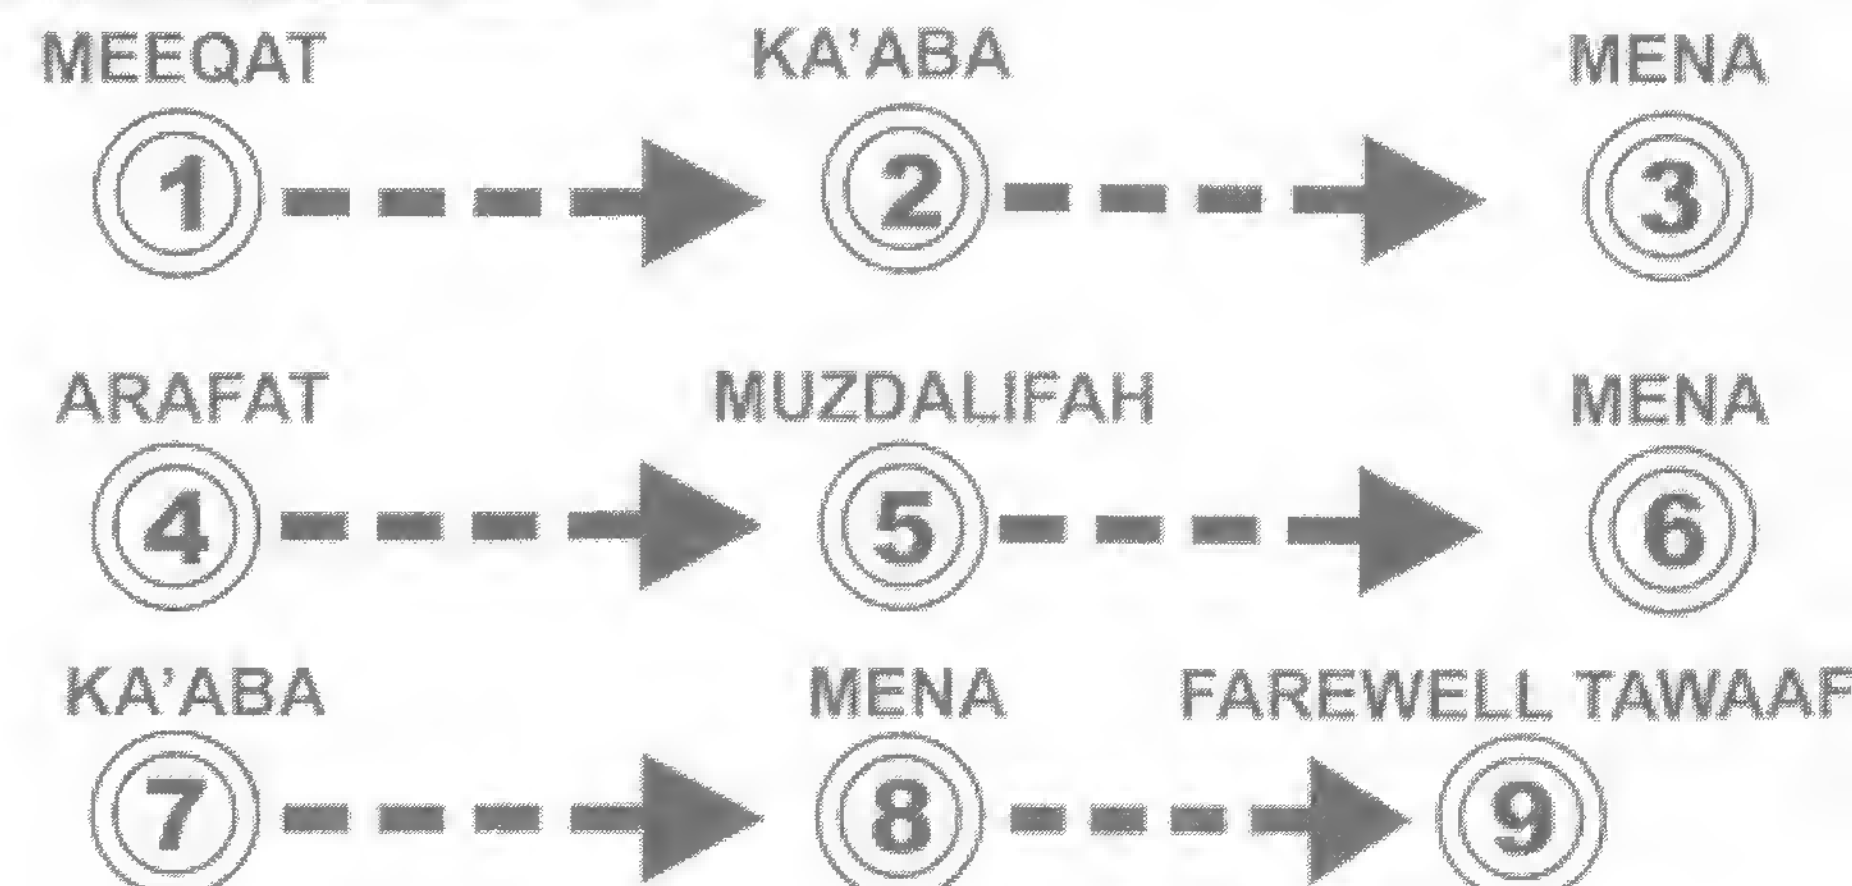 MEEQAT KA'ABA MENA
1 2 3
ARAFAT MUZDALIFAH MENA
4 5 6
KA'ABA MENA FAREWELL TAWAAF
7 8 9